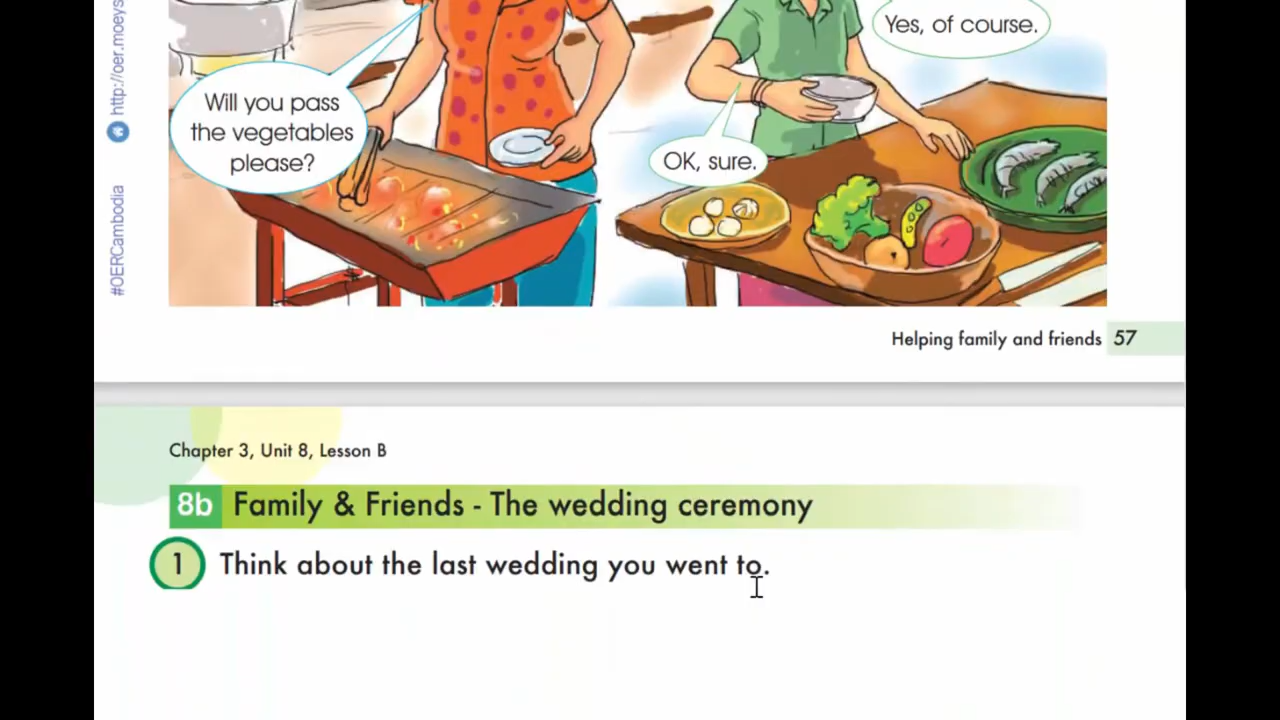 #OERCambodia http://oer.moeys
Will you pass
the vegetables
please?
Yes, of course.
OK, sure.
Helping family and friends 57
Chapter 3, Unit 8, Lesson B
8b Family & Friends - The wedding ceremony
1 Think about the last wedding you went to.